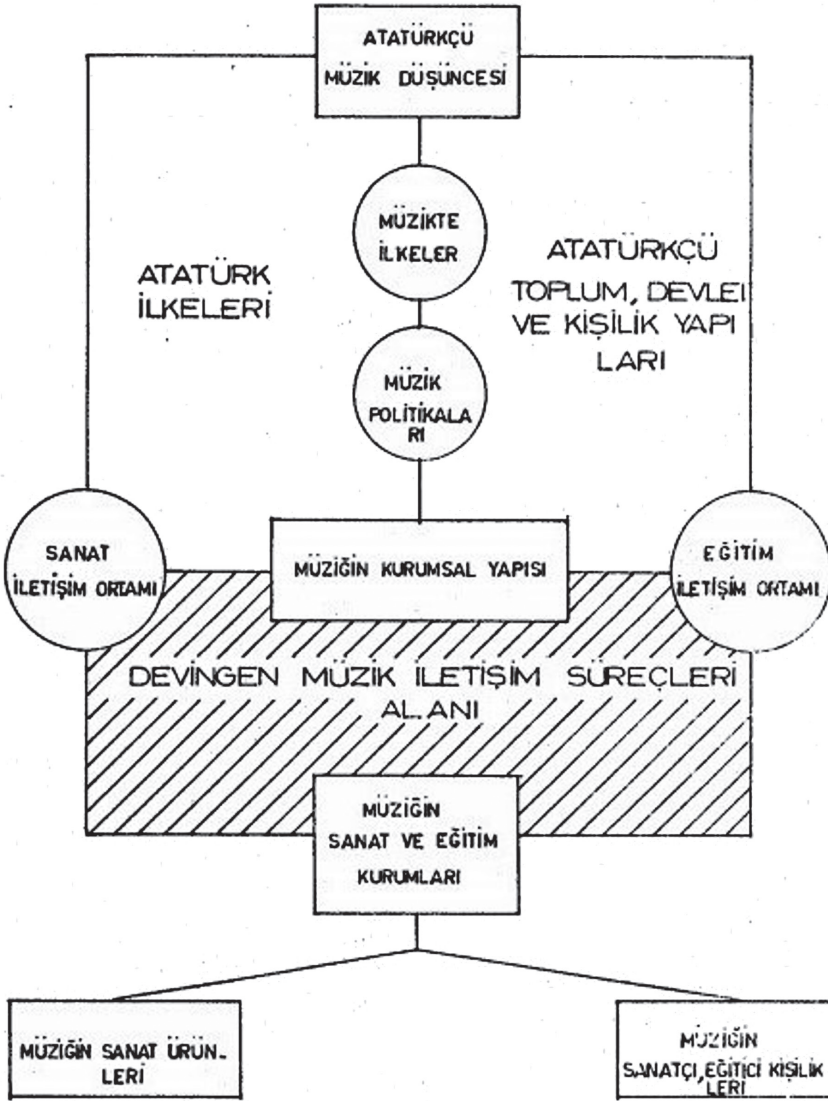 ATATÜRKÇÜ
MÜZİK DÜŞÜNCESİ
MÜZİKTE
İLKELER
ATATÜRK
İLKELERİ
ATATÜRKÇÜ
TOPLUM, DEVLET
VE KİŞİLİK YAPI
LARI
MÜZİK
POLİTİKALA
RI
SANAT
İLETİŞİM ORTAMI
MÜZİĞİN KURUMSAL YAPISI
EĞİTİM
İLETİŞİM ORTAMI
DEVİNGEN MÜZİK İLETİŞİM SÜREÇLERİ
ALANI
MÜZİĞİN
SANAT VE EĞİTİM
KURUMLARI
MÜZİĞİN SANAT ÜRÜN-
LERİ
MÜZİĞİN
SANATÇI, EĞİTİCİ KİŞİLİK
LERİ